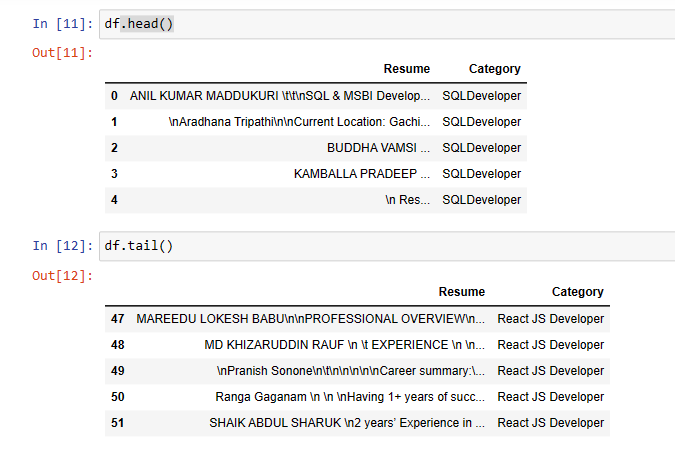 In [11]: df.head()
Out[11]:
Resume Category
0 ANIL KUMAR MADDUKURI \t\t\nSQL & MSBI Develop... SQLDeveloper
1 \nAradhana Tripathi\n\nCurrent Location: Gachi... SQLDeveloper
2 BUDDHA VAMSI ... SQLDeveloper
3 KAMBALLA PRADEEP ... SQLDeveloper
4 \n Res... SQLDeveloper
In [12]: df.tail()
Out[12]:
Resume Category
47 MAREEDU LOKESH BABU\n\nPROFESSIONAL OVERVIEW\n... React JS Developer
48 MD KHIZARUDDIN RAUF \n \t EXPERIENCE \n \n... React JS Developer
49 \nPranish Sonone\n\t\n\n\n\n\nCareer summary:\... React JS Developer
50 Ranga Gaganam \n \n \nHaving 1+ years of succ... React JS Developer
51 SHAIK ABDUL SHARUK \n2 years’ Experience in ... React JS Developer